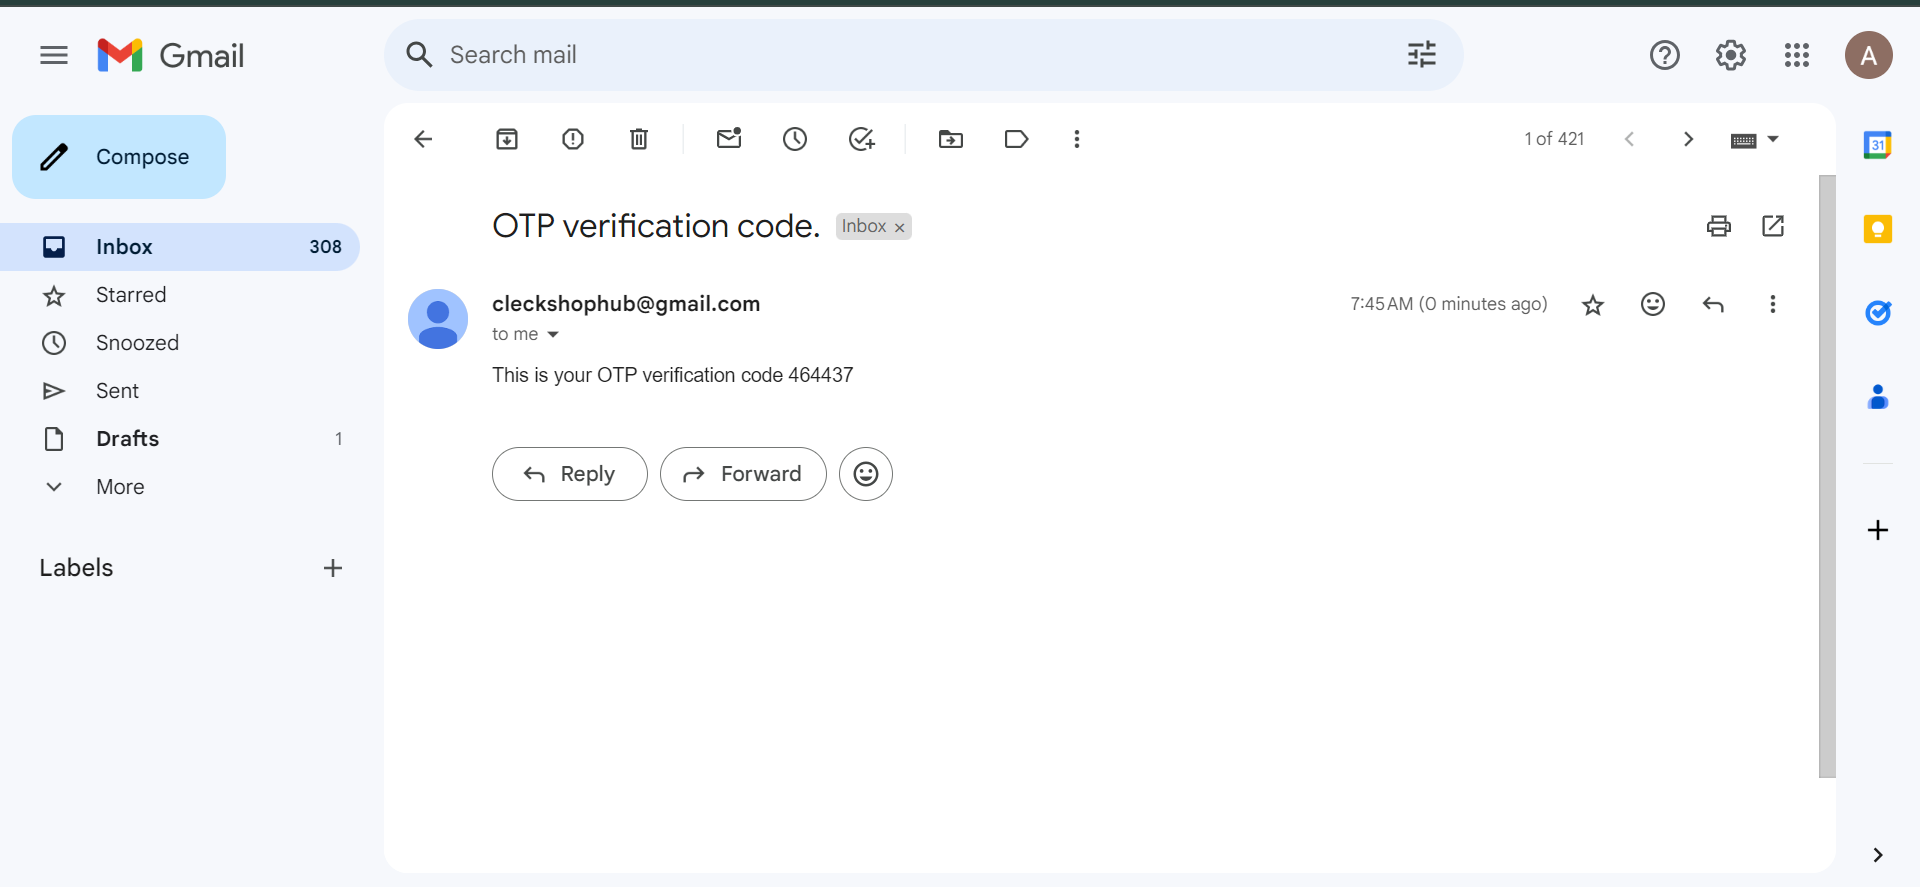 Gmail
Search mail
A
Compose
1 of 421
31
OTP verification code.
Inbox ×
Inbox 308
Starred
Snoozed
Sent
Drafts 1
More
Labels
cleckshophub@gmail.com
7:45 AM (0 minutes ago)
to me
This is your OTP verification code 464437
Reply
Forward